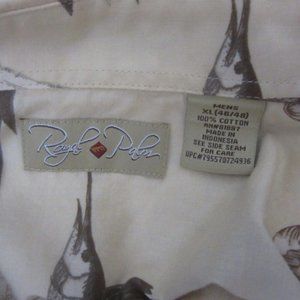 Royal Palm
MENS
XL(46/48)
100% COTTON
RN#81887
MADE IN
INDONESIA
SEE SIDE SEAM
FOR CARE
UPC#795570724936